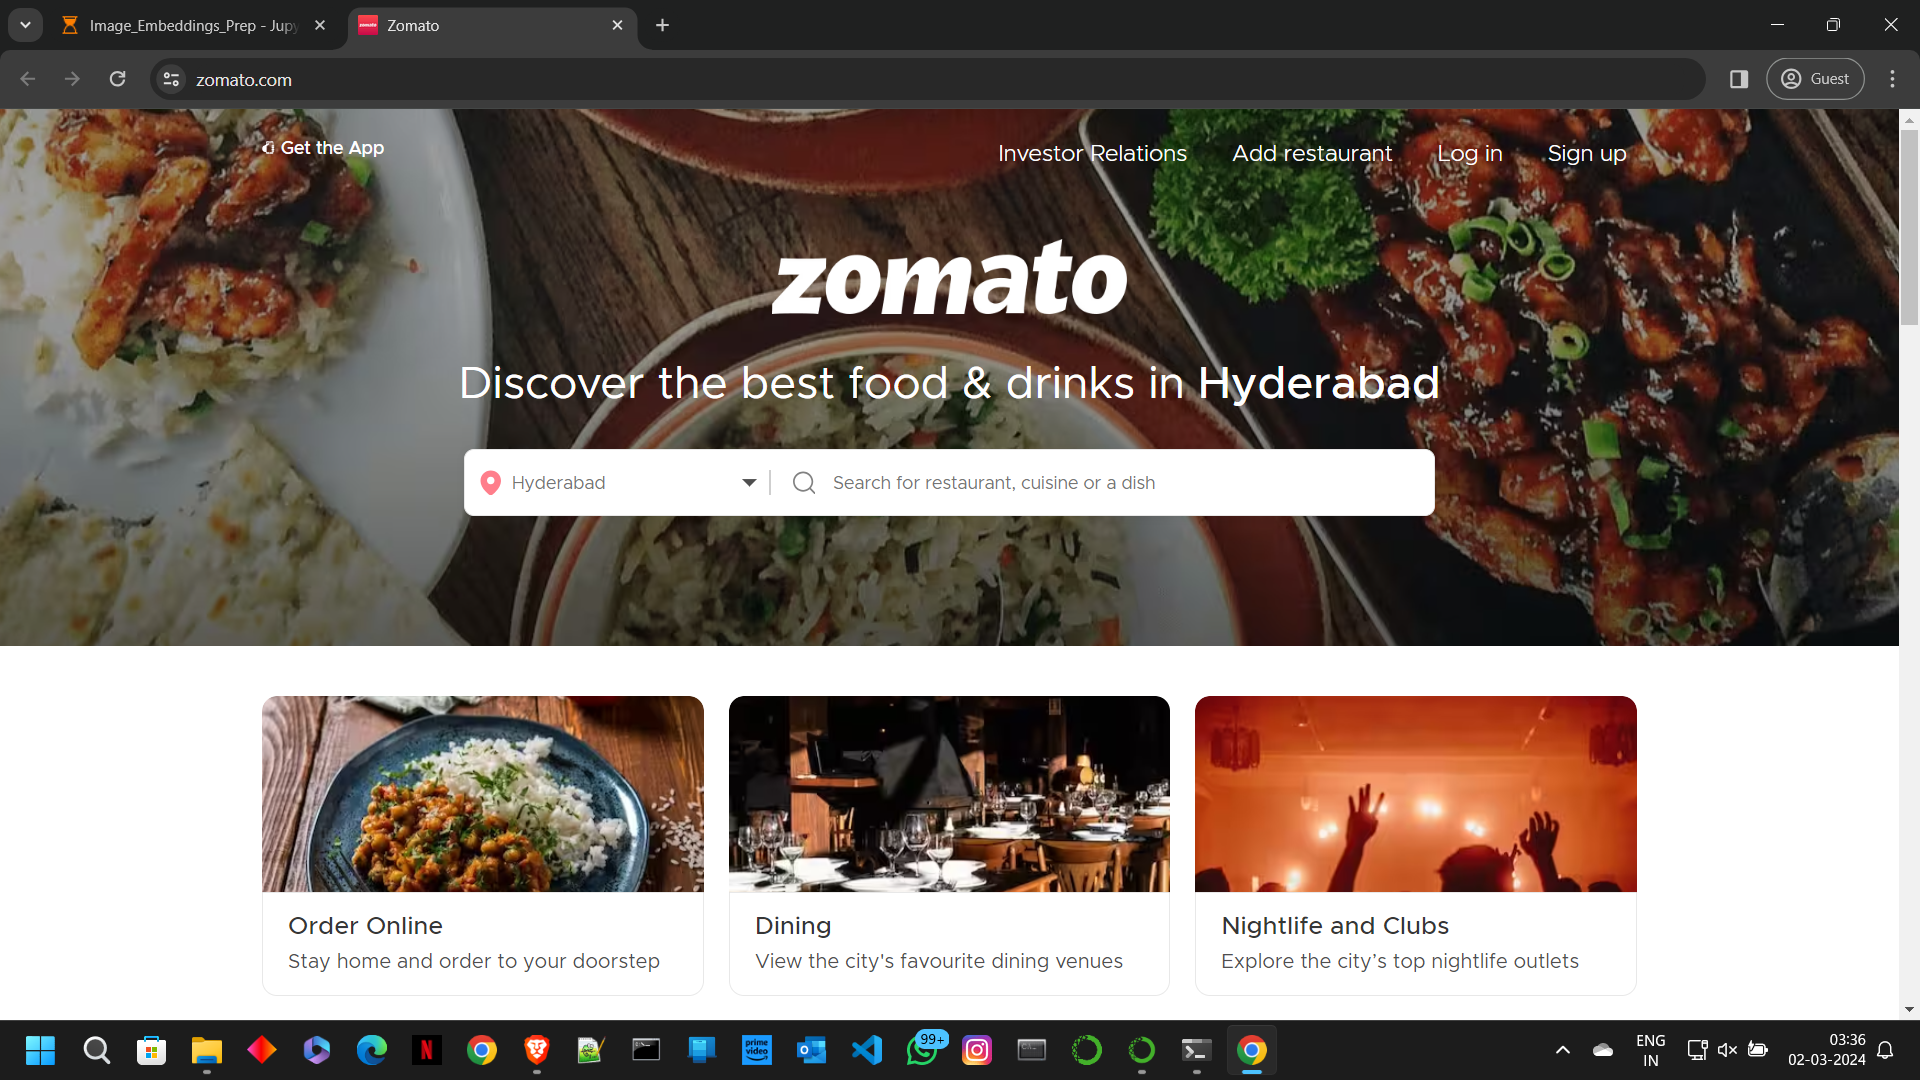 Image_Embeddings_Prep - Jupy
Zomato
zomato.com
Guest
Get the App
Investor Relations
Add restaurant
Log in
Sign up
zomato
Discover the best food & drinks in Hyderabad
Hyderabad
Search for restaurant, cuisine or a dish
Order Online
Stay home and order to your doorstep
Dining
View the city's favourite dining venues
Nightlife and Clubs
Explore the city’s top nightlife outlets
N
prime video
99+
ENG
IN
03:36
02-03-2024